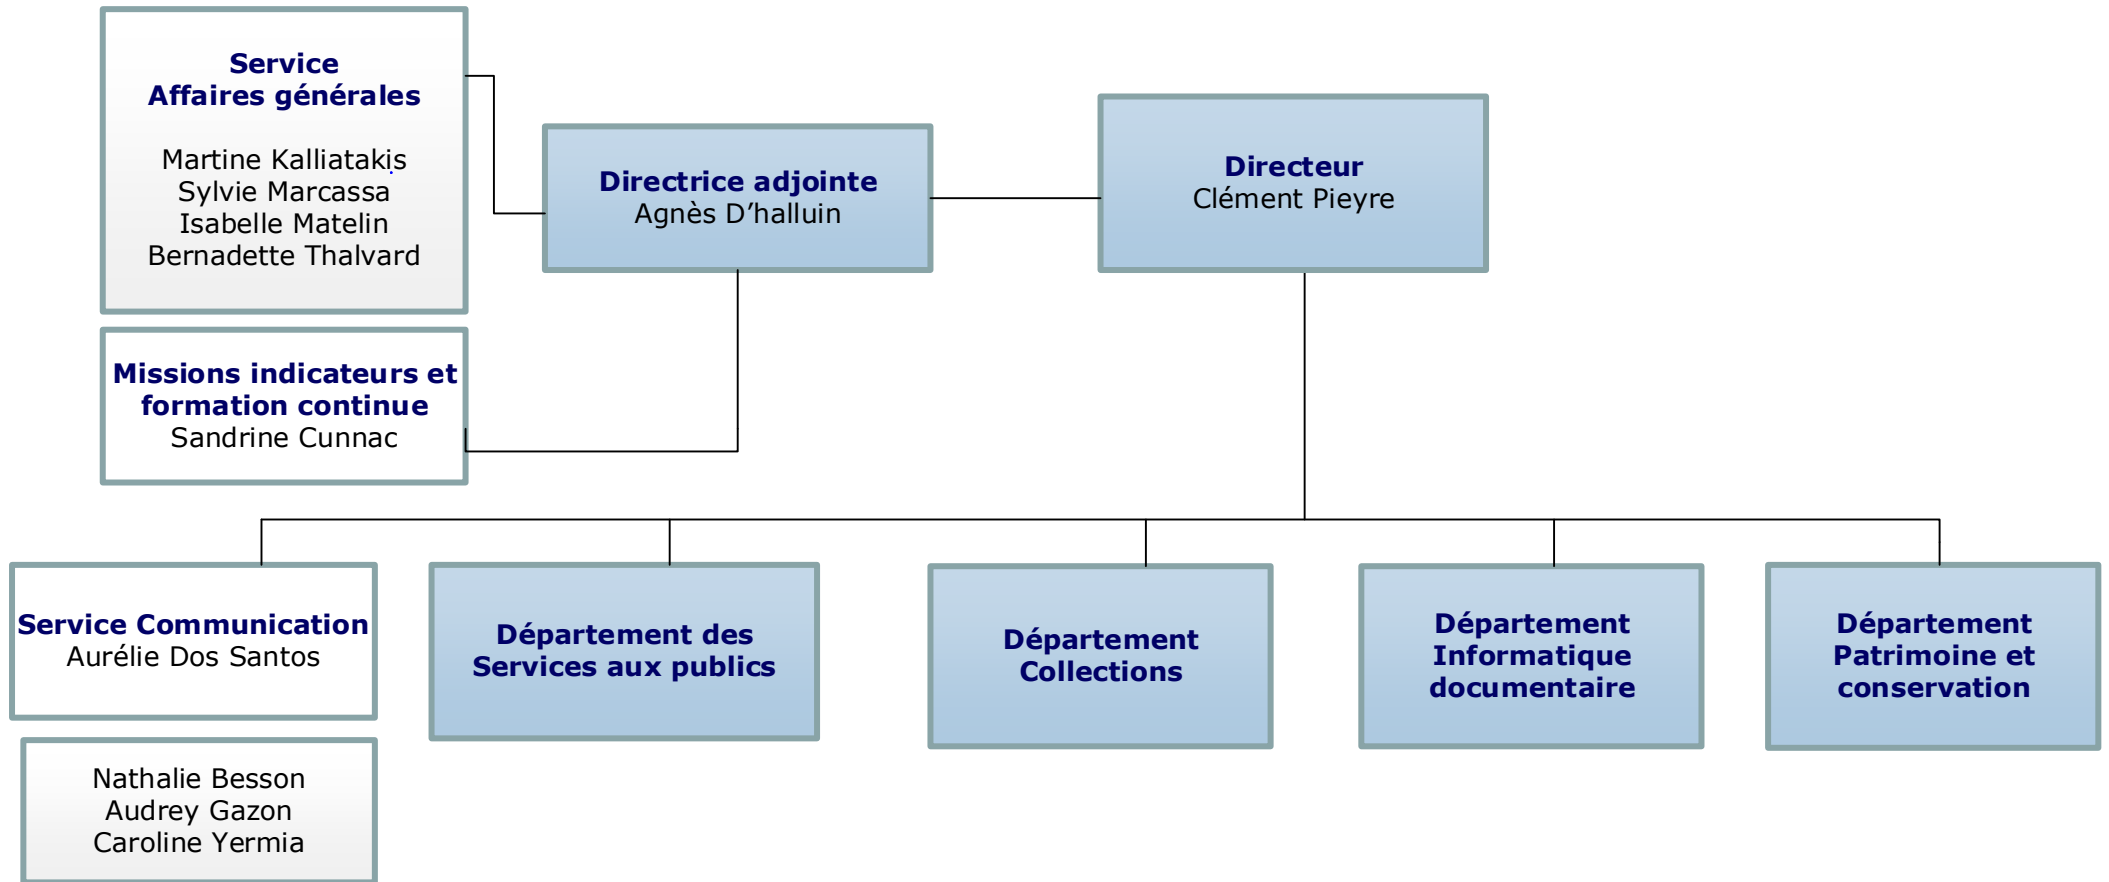 Service
Affaires générales
Martine Kalliatakis
Sylvie Marcassa
Isabelle Matelin
Bernadette Thalvard
Directrice adjointe
Agnès D’halluin
Directeur
Clément Pieyre
Missions indicateurs et
formation continue
Sandrine Cunnac
Service Communication
Aurélie Dos Santos
Nathalie Besson
Audrey Gazon
Caroline Yermia
Département des
Services aux publics
Département
Collections
Département
Informatique
documentaire
Département
Patrimoine et
conservation